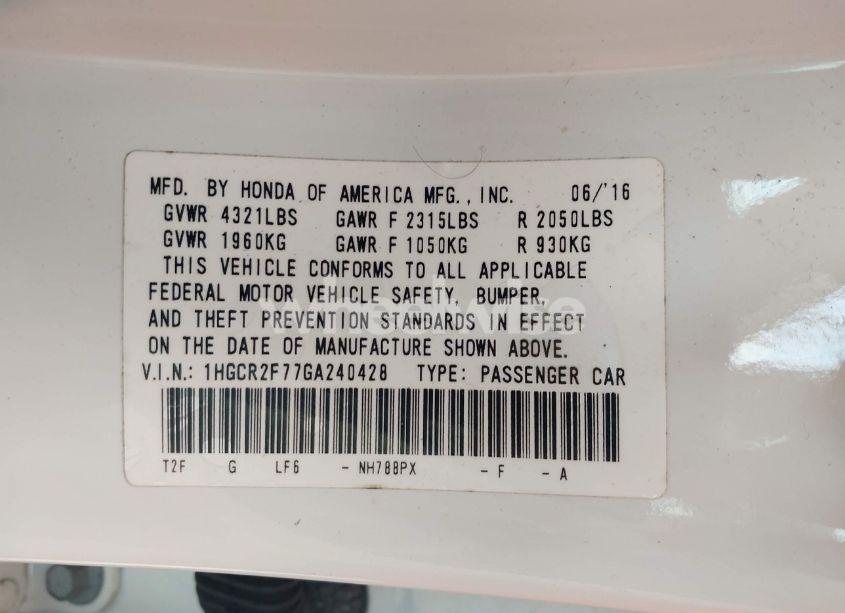 MFD. BY HONDA OF AMERICA MFG., INC. 06/'16
GVWR 4321LBS GAWR F 2315LBS R 2050LBS
GVWR 1960KG GAWR F 1050KG R 930KG
THIS VEHICLE CONFORMS TO ALL APPLICABLE
FEDERAL MOTOR VEHICLE SAFETY, BUMPER,
AND THEFT PREVENTION STANDARDS IN EFFECT
ON THE DATE OF MANUFACTURE SHOWN ABOVE.
V.I.N.: 1HGCR2F77GA240428 TYPE: PASSENGER CAR
T2F G LF6 - NH788PX - F - A